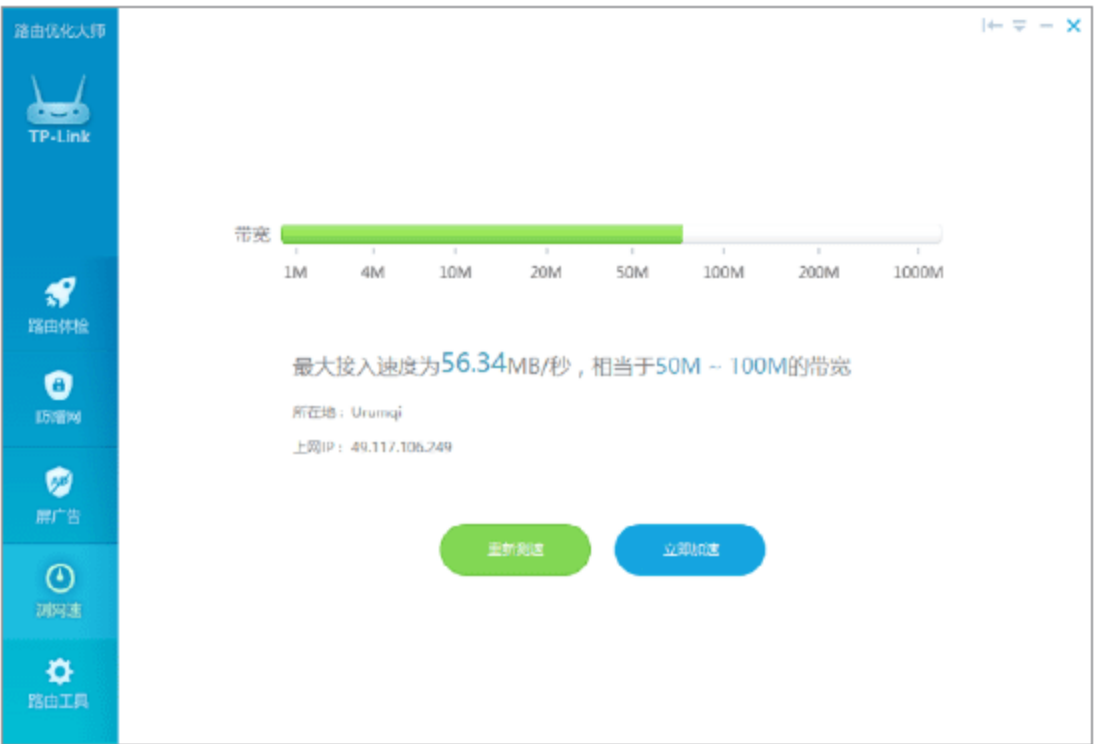 路由优化大师
TP-Link
路由体检
防蹭网
屏广告
测网速
路由工具
带宽
1M 4M 10M 20M 50M 100M 200M 1000M
最大接入速度为56.34MB/秒，相当于50M ~ 100M的带宽
所在地：Urumqi
上网IP：49.117.106.249
重新测速 立即加速